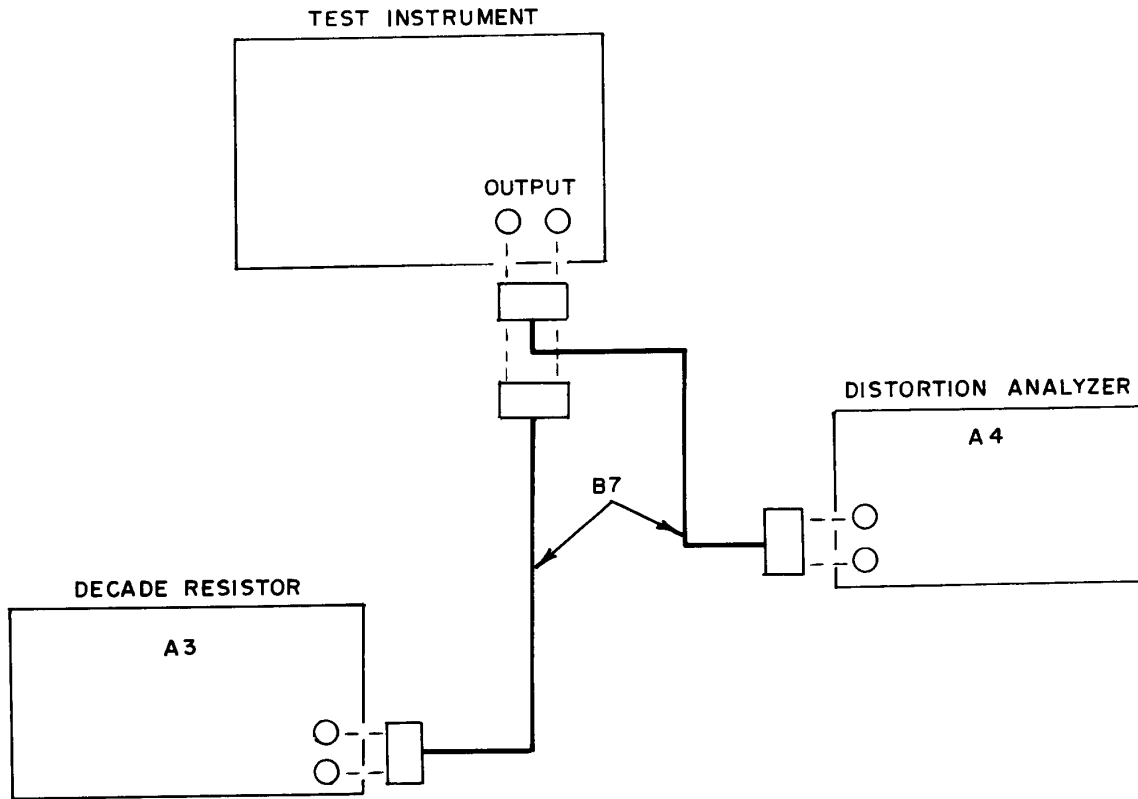 TEST INSTRUMENT
OUTPUT
DISTORTION ANALYZER
A4
B7
DECADE RESISTOR
A3